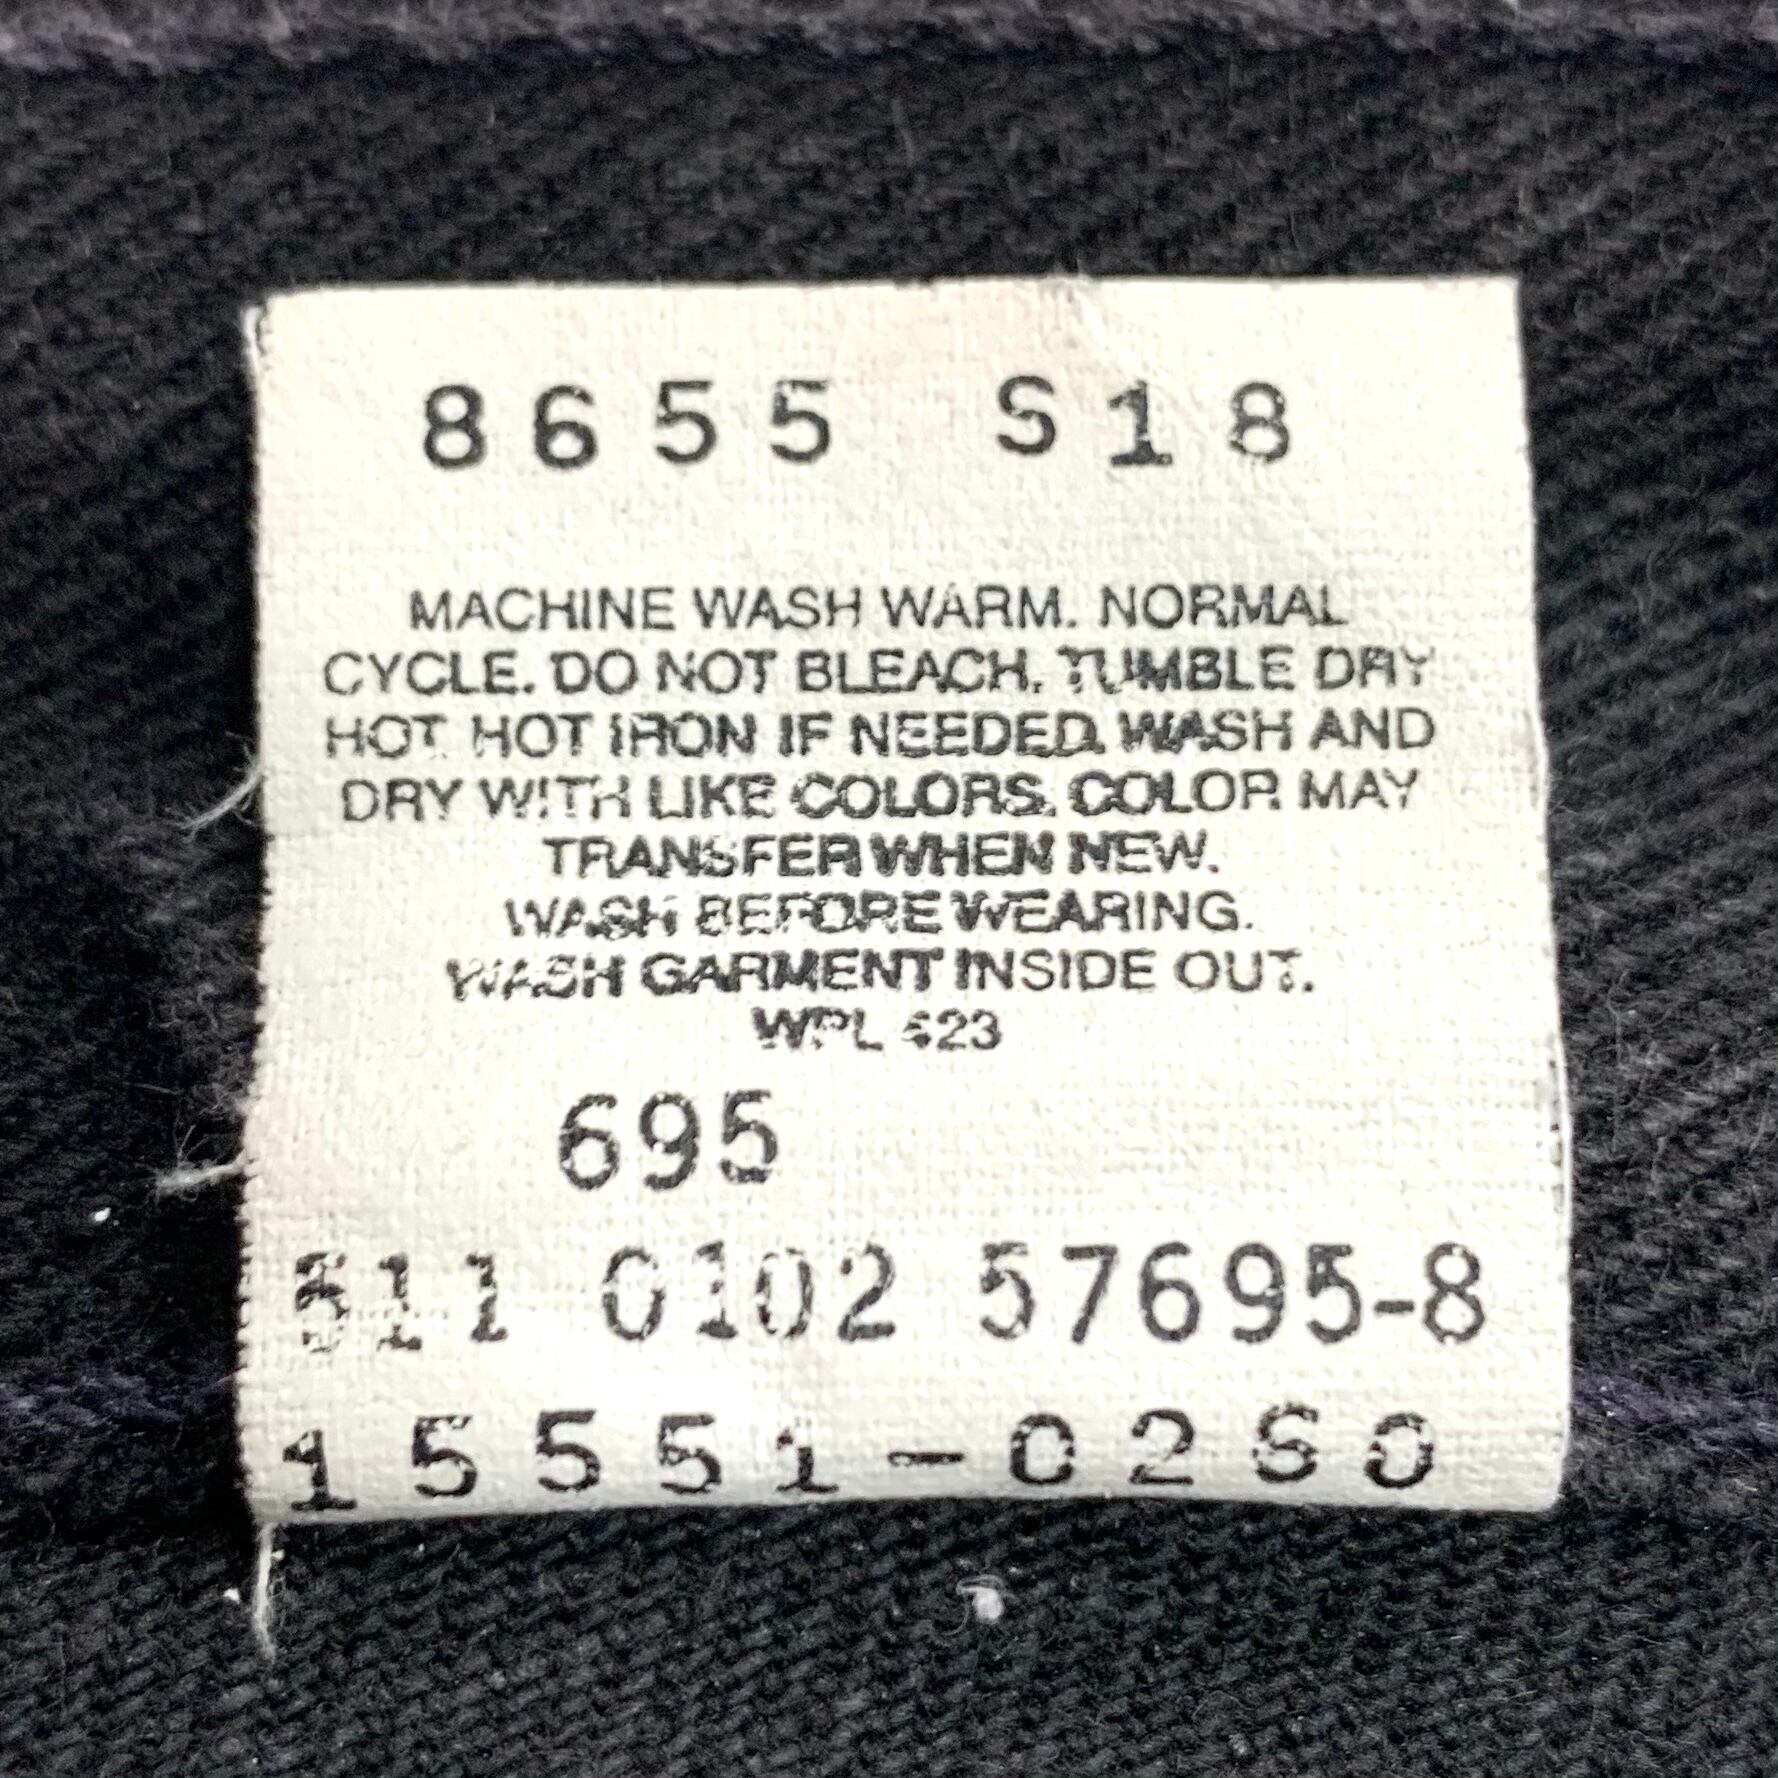 8655 S18
MACHINE WASH WARM. NORMAL
CYCLE. DO NOT BLEACH. TUMBLE DRY
HOT. HOT IRON IF NEEDED. WASH AND
DRY WITH LIKE COLORS. COLOR MAY
TRANSFER WHEN NEW.
WASH BEFORE WEARING.
WASH GARMENT INSIDE OUT.
WPL 423
695
511 0102 57695-8
15551-0260